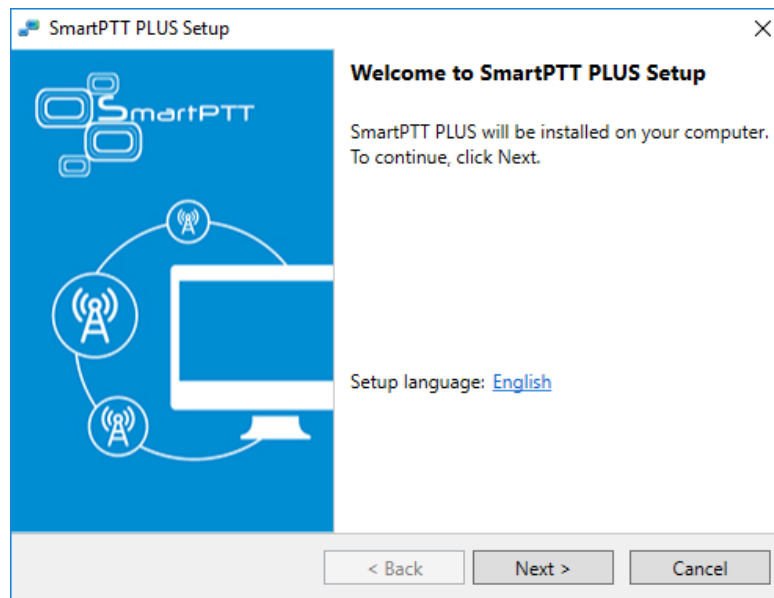 SmartPTT PLUS Setup
SmartPTT
Welcome to SmartPTT PLUS Setup
SmartPTT PLUS will be installed on your computer.
To continue, click Next.
Setup language: English
< Back
Next >
Cancel